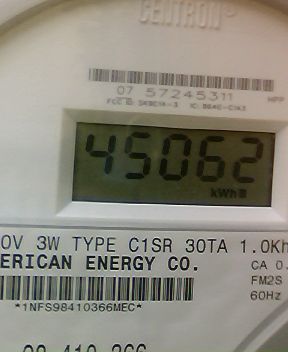 CENTRON®
07 57245311
45062
kWh
0V 3W TYPE C1SR 30TA 1.0Kh
ERICAN ENERGY CO.
CA 0.
FM2S
60Hz
*1NFS98410366MEC*